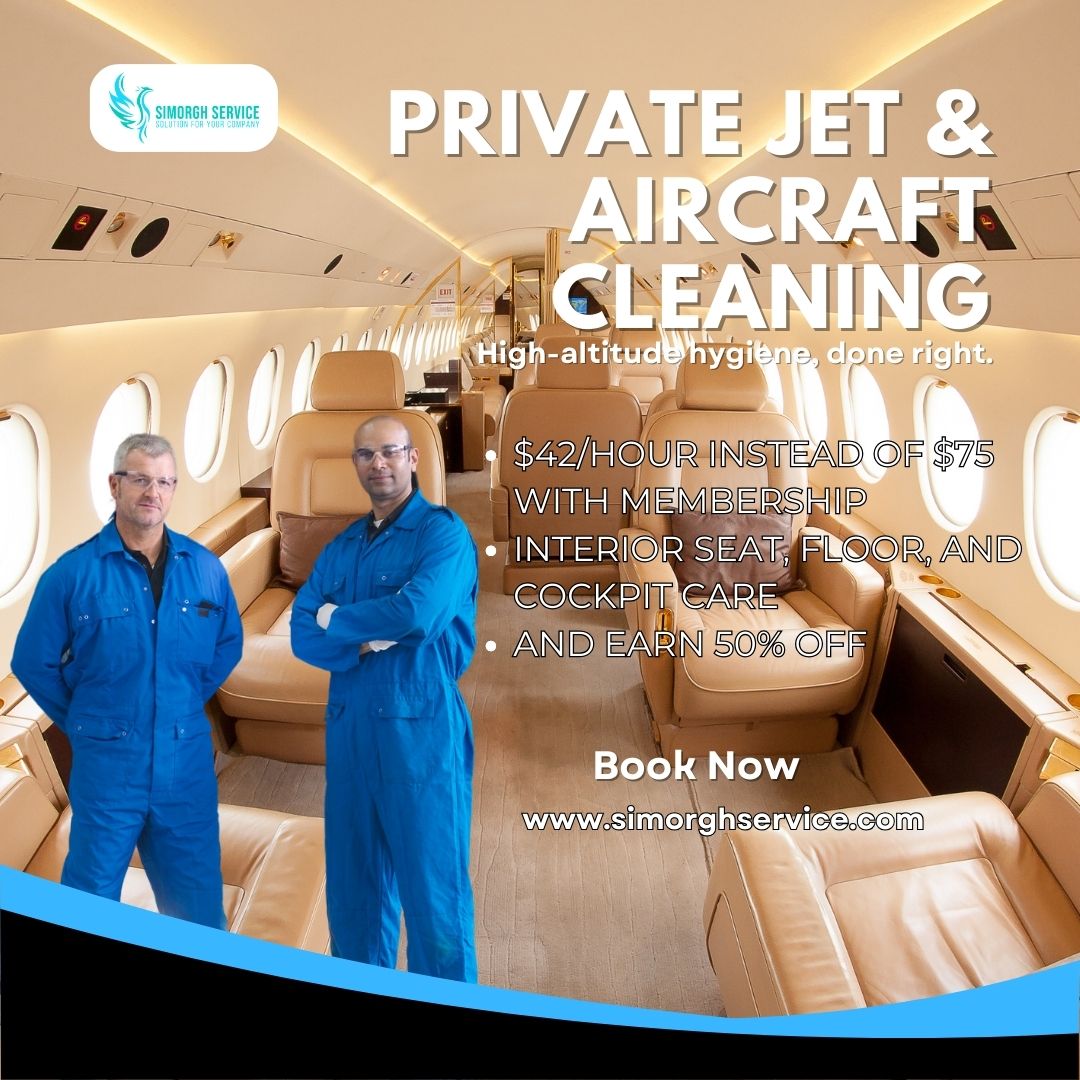 SIMORGH SERVICE
SOLUTION FOR YOUR COMPANY
PRIVATE JET &
AIRCRAFT
CLEANING
High-altitude hygiene, done right.
EXIT
• $42/HOUR INSTEAD OF $75
WITH MEMBERSHIP
• INTERIOR SEAT, FLOOR, AND
COCKPIT CARE
• AND EARN 50% OFF
Book Now
www.simorghservice.com